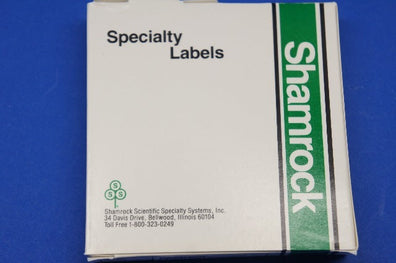 Specialty
Labels
Shamrock
S
S S
Shamrock Scientific Specialty Systems, Inc.
34 Davis Drive, Bellwood, Illinois 60104
Toll Free 1-800-323-0249